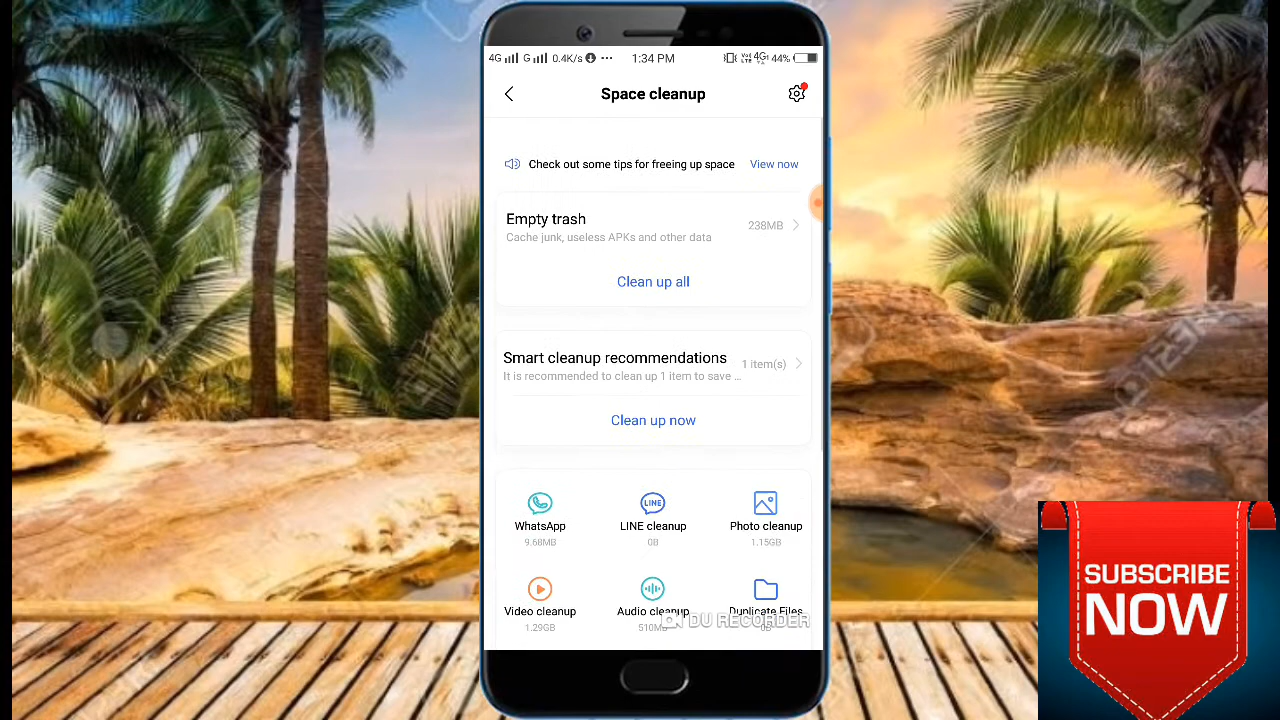 4G G 0.4K/s ... 1:34 PM VoLTE 4G 44%
Space cleanup
Check out some tips for freeing up space View now
Empty trash
238MB
Cache junk, useless APKs and other data
Clean up all
Smart cleanup recommendations
1 item(s)
It is recommended to clean up 1 item to save ...
Clean up now
LINE
WhatsApp LINE cleanup Photo cleanup
9.68MB 0B 1.15GB
Video cleanup Audio cleanup Duplicate Files
1.29GB 510MB 0B
DU RECORDER
SUBSCRIBE
NOW
123RF